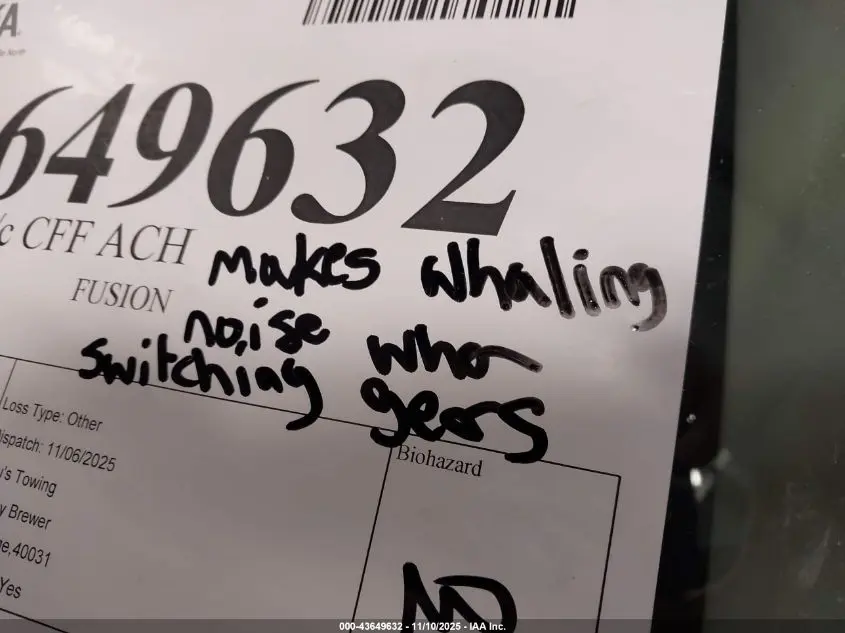 649632
CFF ACH
FUSION
makes whaling
noise when
switching gears
Loss Type: Other
ispatch: 11/06/2025
's Towing
y Brewer
e,40031
Yes
Biohazard
NO
000-43649632 - 11/10/2025 - IAA Inc.